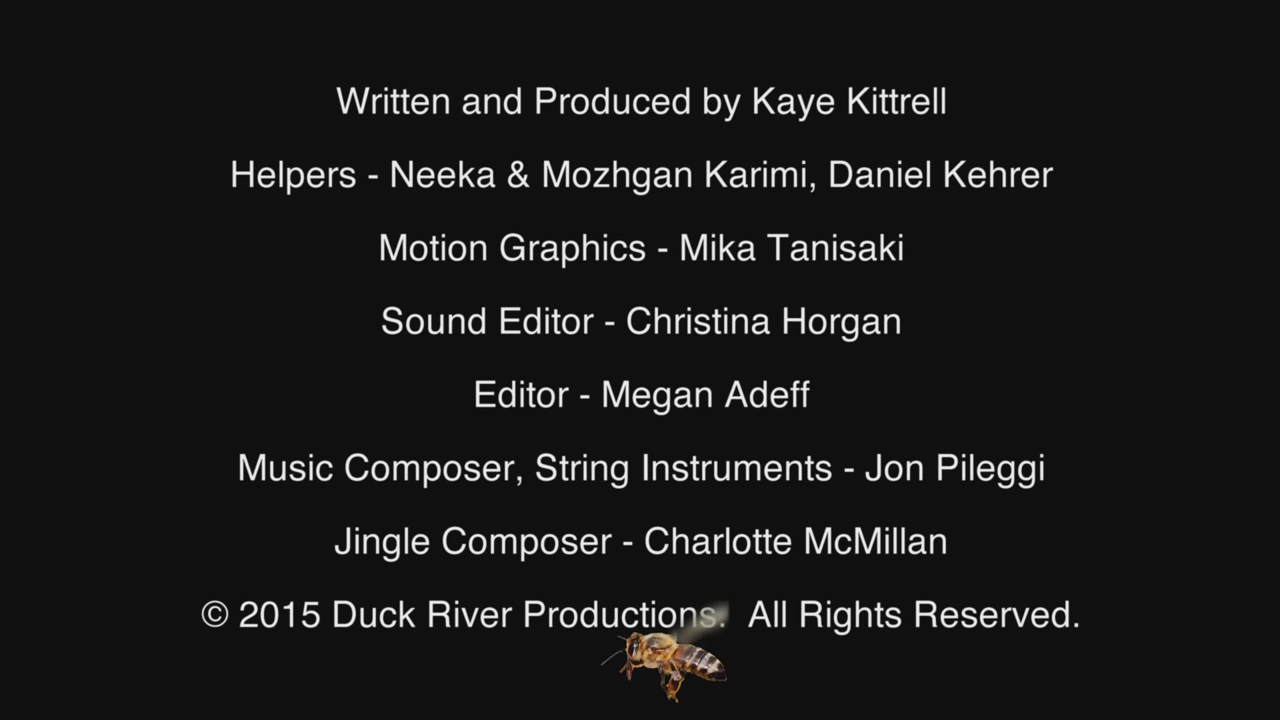 Written and Produced by Kaye Kittrell
Helpers - Neeka & Mozhgan Karimi, Daniel Kehrer
Motion Graphics - Mika Tanisaki
Sound Editor - Christina Horgan
Editor - Megan Adeff
Music Composer, String Instruments - Jon Pileggi
Jingle Composer - Charlotte McMillan
© 2015 Duck River Productions.  All Rights Reserved.